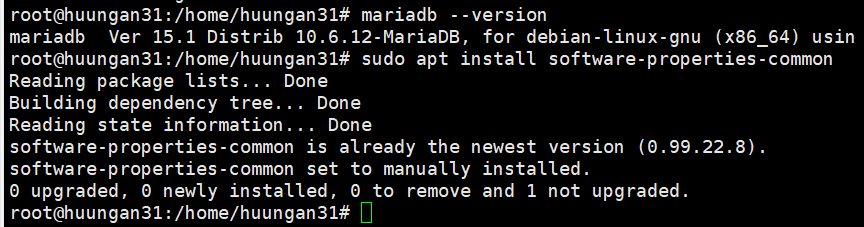 root@huungan31:/home/huungan31# mariadb --version
mariadb  Ver 15.1 Distrib 10.6.12-MariaDB, for debian-linux-gnu (x86_64) usin
root@huungan31:/home/huungan31# sudo apt install software-properties-common
Reading package lists... Done
Building dependency tree... Done
Reading state information... Done
software-properties-common is already the newest version (0.99.22.8).
software-properties-common set to manually installed.
0 upgraded, 0 newly installed, 0 to remove and 1 not upgraded.
root@huungan31:/home/huungan31#